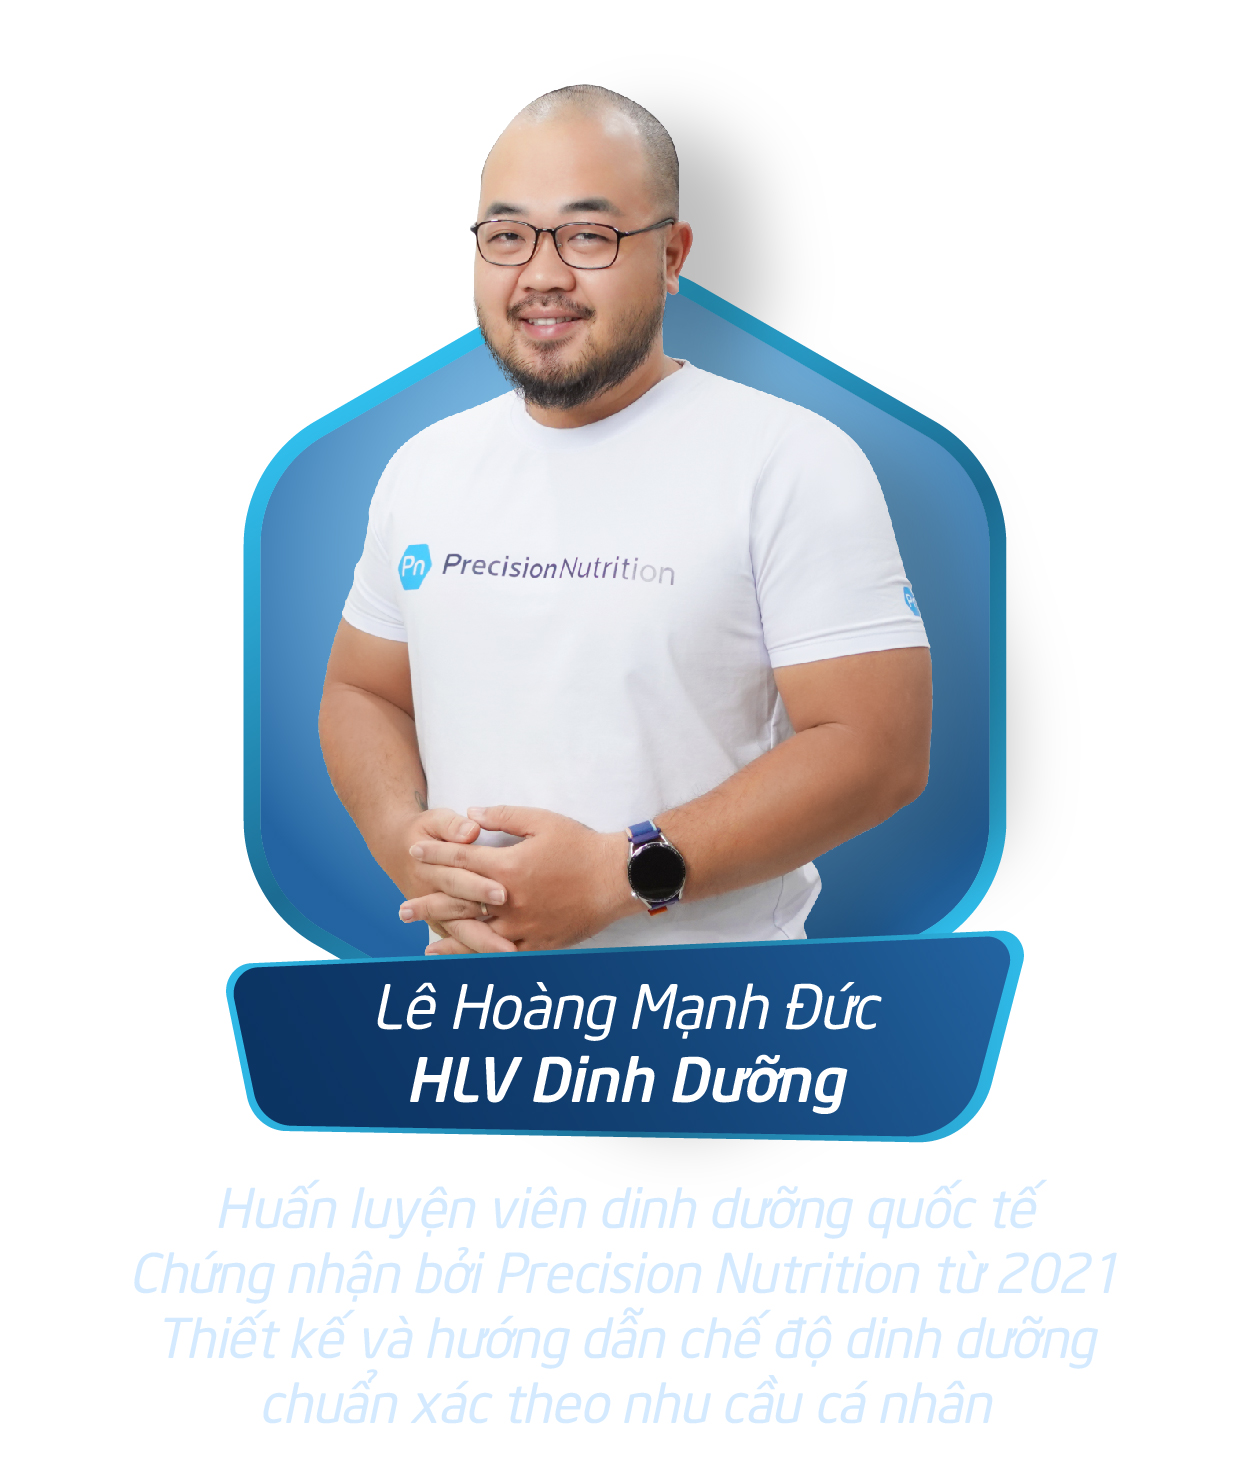 Pn PrecisionNutrition
Lê Hoàng Mạnh Đức
HLV Dinh Dưỡng
Huấn luyện viên dinh dưỡng quốc tế
Chứng nhận bởi Precision Nutrition từ 2021
Thiết kế và hướng dẫn chế độ dinh dưỡng
chuẩn xác theo nhu cầu cá nhân